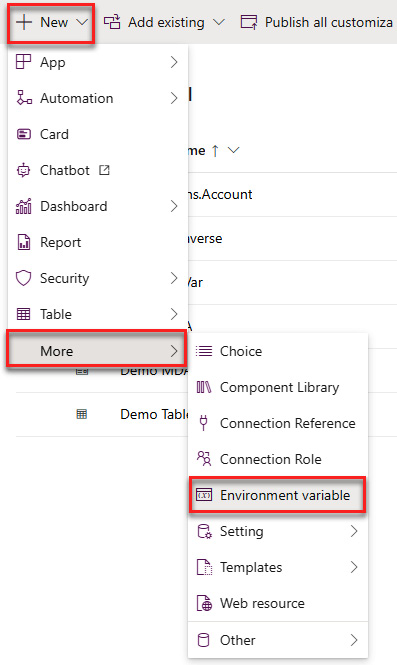 New Add existing Publish all customiza
App
Automation
me ↑
Card
Chatbot
ns.Account
Dashboard
Report
verse
Security
Var
Table
A
More
Choice
Demo MDA
Component Library
Demo Table
Connection Reference
Connection Role
Environment variable
Setting
Templates
Web resource
Other